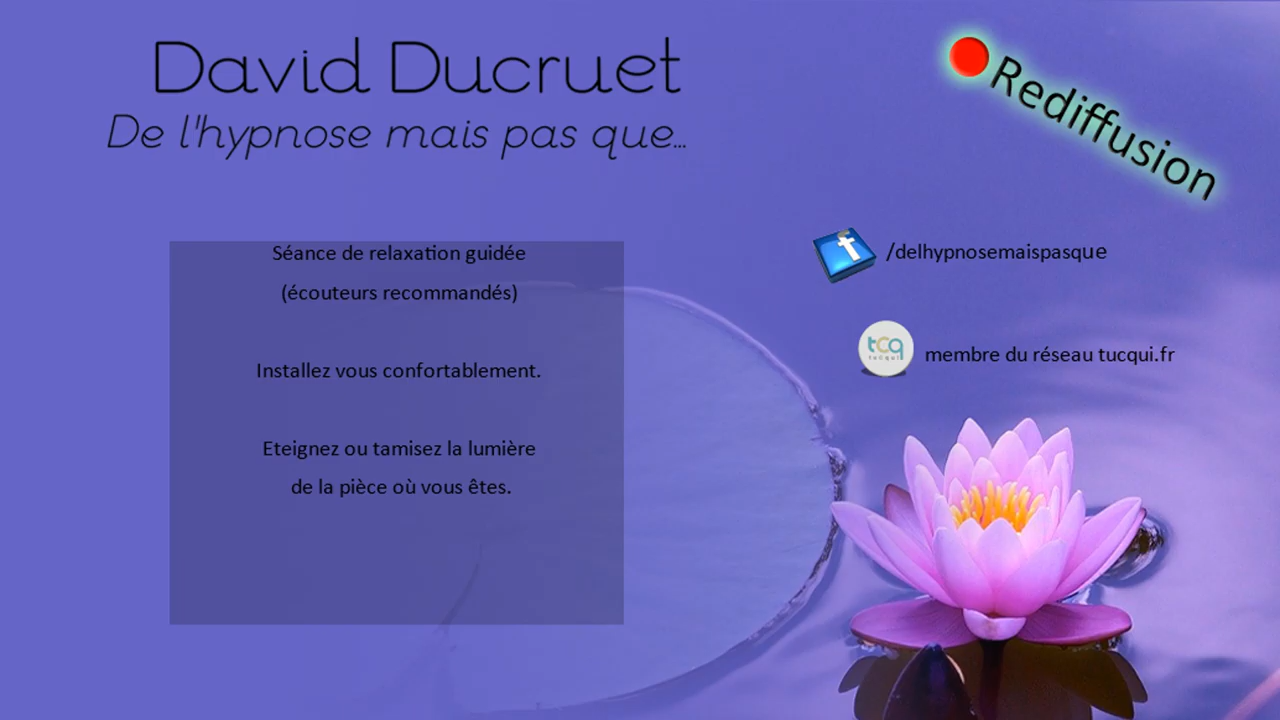 David Ducruet
De l'hypnose mais pas que...
Rediffusion
Séance de relaxation guidée
(écouteurs recommandés)
Installez vous confortablement.
Eteignez ou tamisez la lumière
de la pièce où vous êtes.
/delhypnosemaispasque
tcq
tucqui
membre du réseau tucqui.fr